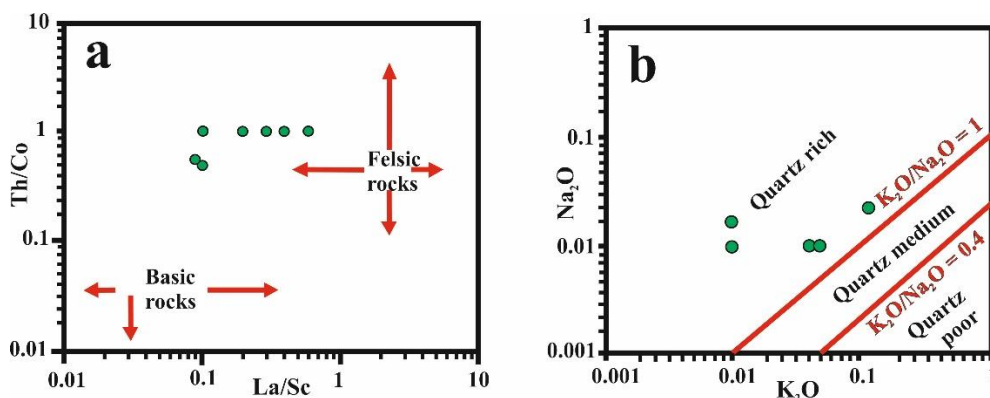 a
10
1
0.1
0.01
Th/Co
0.01
0.1
1
10
La/Sc
Felsic
rocks
Basic
rocks
b
1
0.1
0.01
0.001
Na₂O
0.001
0.01
0.1
1
K₂O
Quartz rich
K₂O/Na₂O = 1
Quartz medium
K₂O/Na₂O = 0.4
Quartz
poor